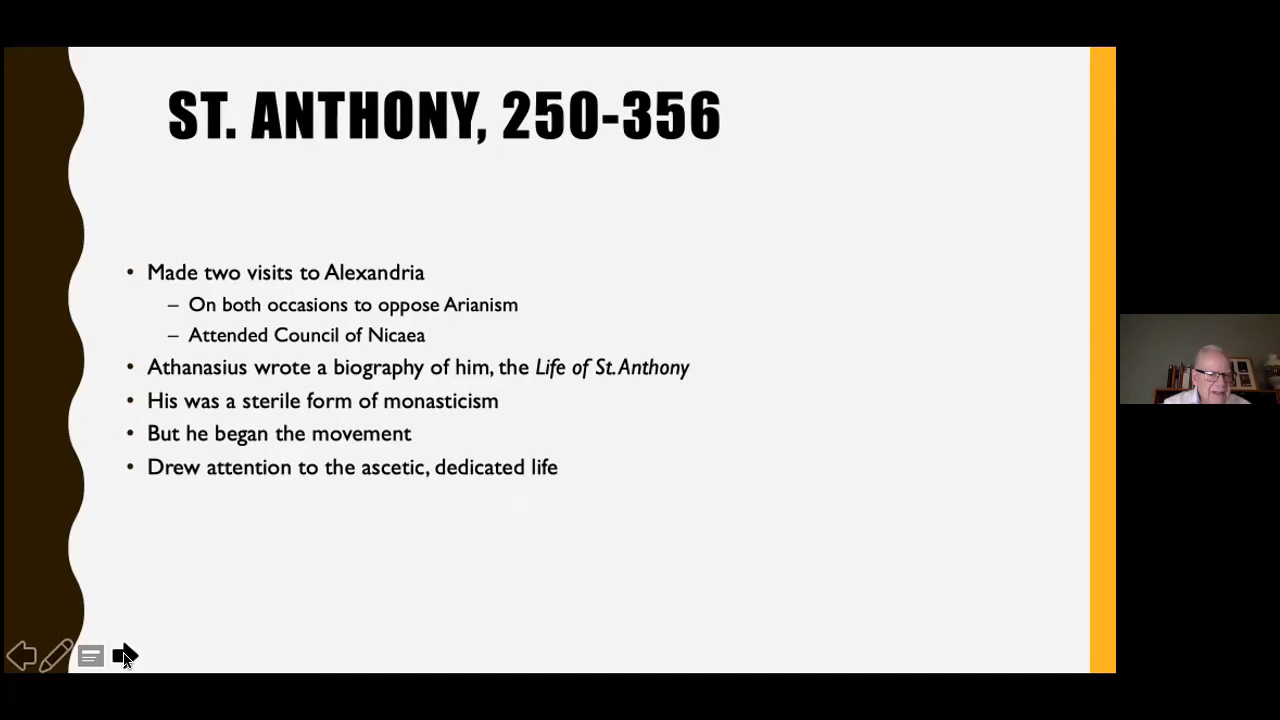 ST. ANTHONY, 250-356
• Made two visits to Alexandria
– On both occasions to oppose Arianism
– Attended Council of Nicaea
• Athanasius wrote a biography of him, the Life of St. Anthony
• His was a sterile form of monasticism
• But he began the movement
• Drew attention to the ascetic, dedicated life